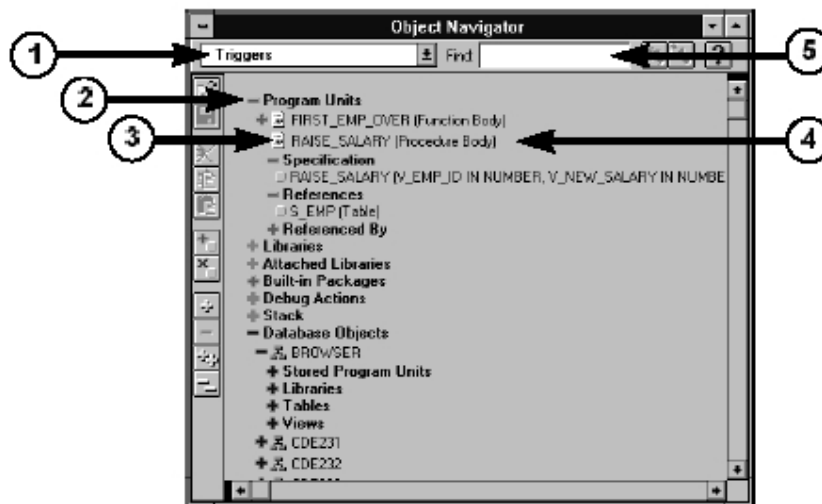 Object Navigator
1 Triggers Find: 5
2 Program Units
FIRST_EMP_OVER (Function Body)
3 RAISE_SALARY (Procedure Body) 4
Specification
RAISE_SALARY (V_EMP_ID IN NUMBER, V_NEW_SALARY IN NUMBE
References
S_EMP (Table)
Referenced By
Libraries
Attached Libraries
Built-in Packages
Debug Actions
Stack
Database Objects
BROWSER
Stored Program Units
Libraries
Tables
Views
CDE231
CDE232